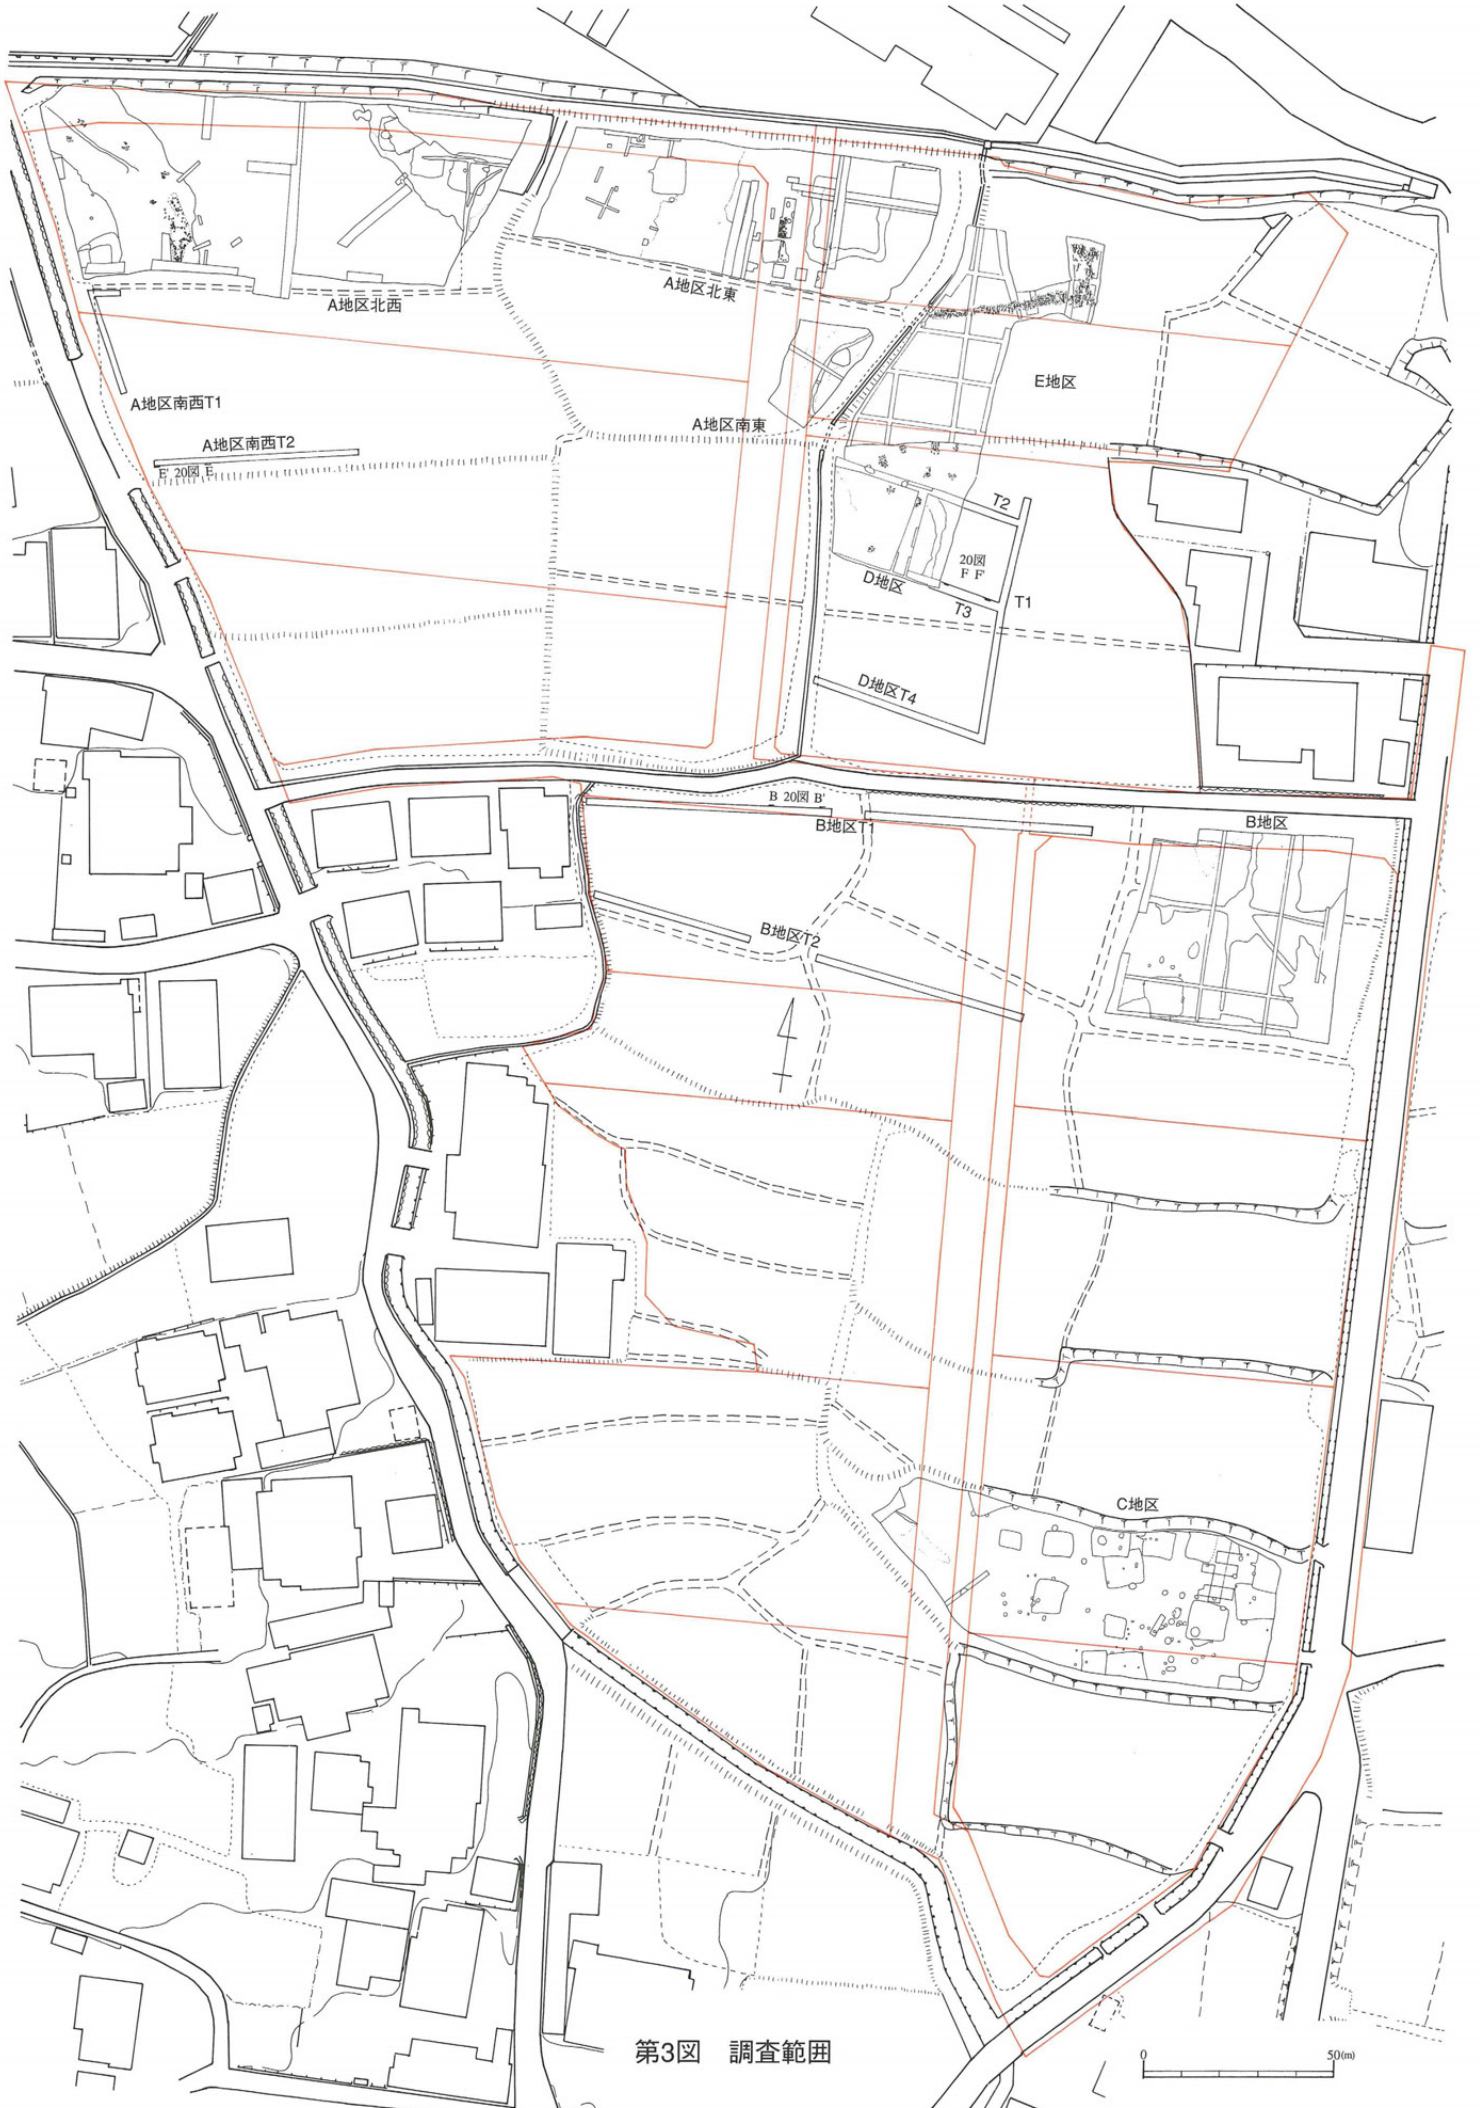 A地区北西
A地区北東
A地区南西T1
A地区南西T2
E' 20図 E
A地区南東
E地区
T2
20図
F F'
D地区
T3
T1
D地区T4
B 20図 B'
B地区T1
B地区
B地区T2
C地区
第3図 調査範囲
0 50(m)